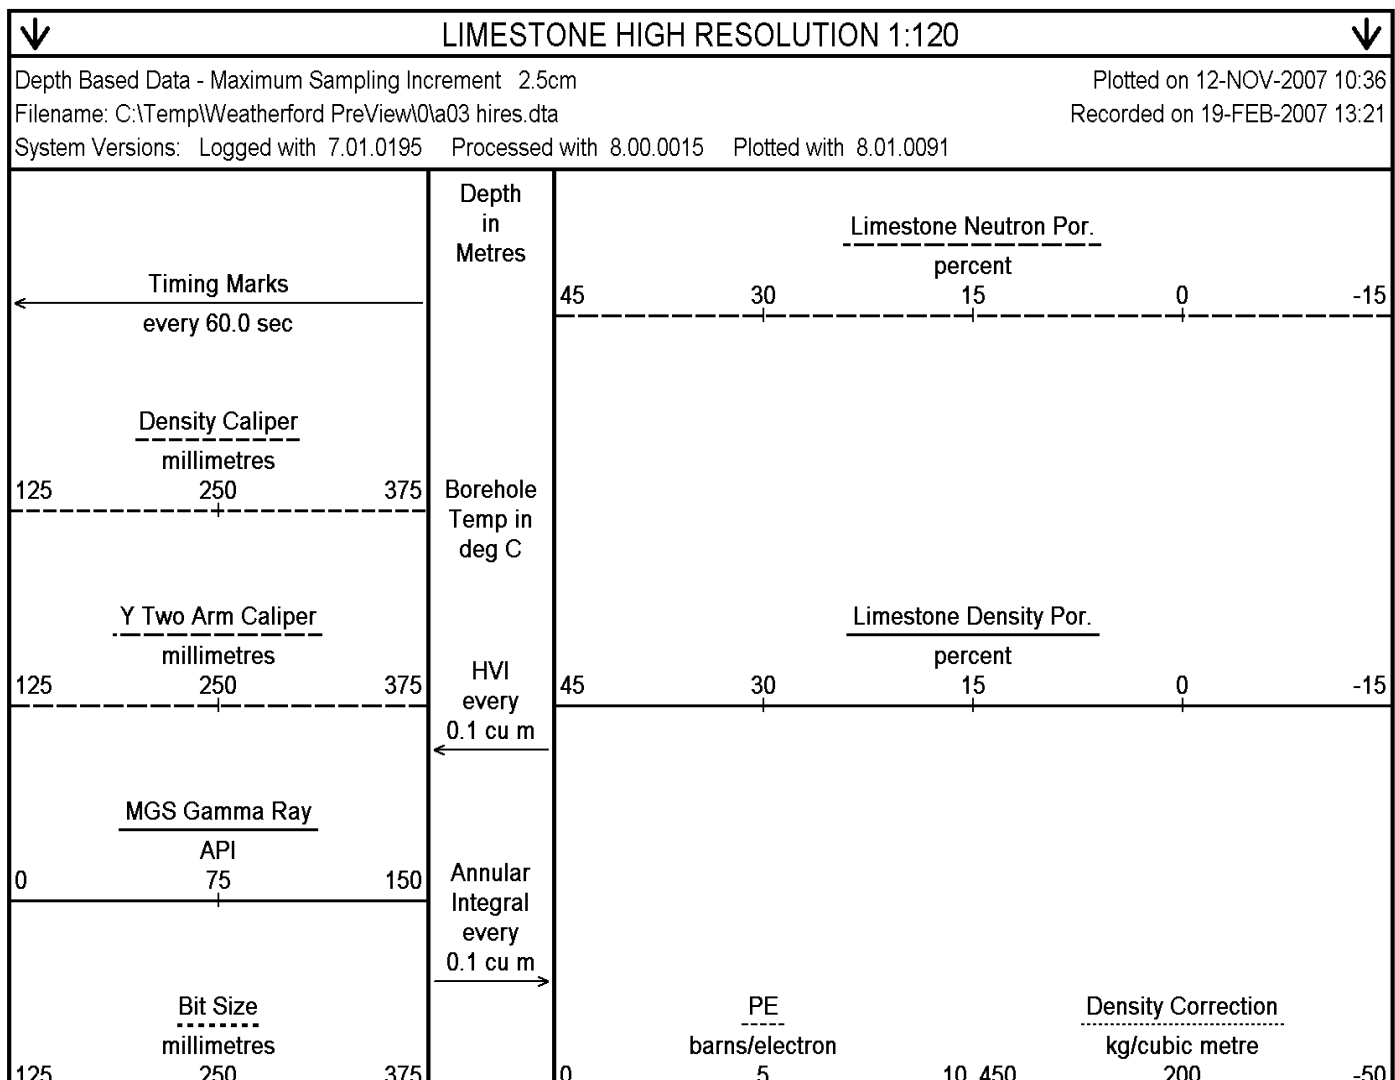 LIMESTONE HIGH RESOLUTION 1:120
Depth Based Data - Maximum Sampling Increment 2.5cm
Plotted on 12-NOV-2007 10:36
Filename: C:\Temp\Weatherford PreView\0\a03 hires.dta
Recorded on 19-FEB-2007 13:21
System Versions: Logged with 7.01.0195 Processed with 8.00.0015 Plotted with 8.01.0091
Timing Marks
every 60.0 sec
Density Caliper
millimetres
125 250 375
Y Two Arm Caliper
millimetres
125 250 375
MGS Gamma Ray
API
0 75 150
Bit Size
millimetres
125 250 375
Depth
in
Metres
Borehole
Temp in
deg C
HVI
every
0.1 cu m
Annular
Integral
every
0.1 cu m
Limestone Neutron Por.
percent
45 30 15 0 -15
Limestone Density Por.
percent
45 30 15 0 -15
PE
barns/electron
0 5 10
Density Correction
kg/cubic metre
450 200 -50